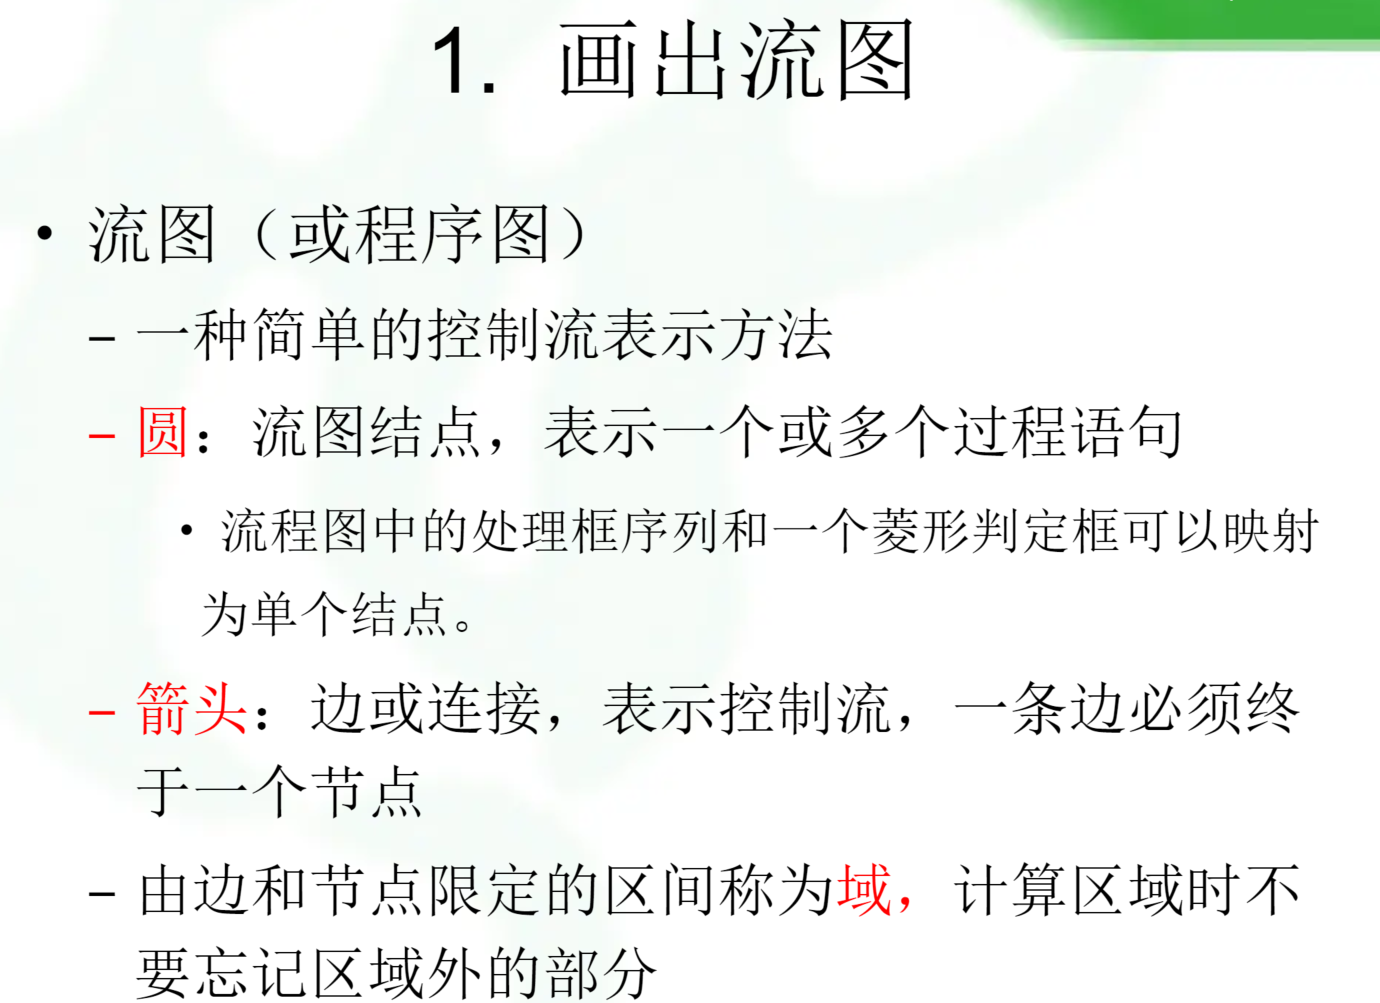 1. 画出流图
• 流图（或程序图）
– 一种简单的控制流表示方法
– 圆：流图结点，表示一个或多个过程语句
• 流程图中的处理框序列和一个菱形判定框可以映射
为单个结点。
– 箭头：边或连接，表示控制流，一条边必须终
于一个节点
– 由边和节点限定的区间称为域，计算区域时不
要忘记区域外的部分